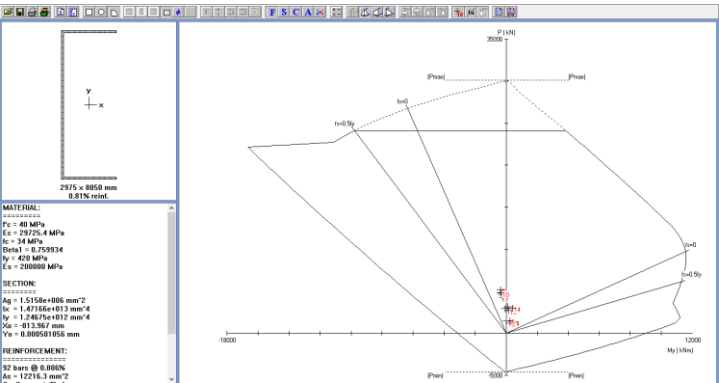 F S C A
Y
x
2975 x 8050 mm
0.81% reinf.
MATERIAL:
=========
f'c = 40 MPa
Ec = 29725.4 MPa
fc = 34 MPa
Beta1 = 0.759934
fy = 420 MPa
Es = 200000 MPa
SECTION:
========
Ag = 1.5158e+006 mm^2
Ix = 1.47166e+013 mm^4
Iy = 1.24675e+012 mm^4
Xo = -813.967 mm
Yo = 0.000501056 mm
REINFORCEMENT:
==============
92 bars @ 0.806%
As = 12216.3 mm^2
P ( kN)
35000
(Pmax)
(Pmax)
fs=0
fs=0.5fy
fs=0
fs=0.5fy
-18000
12000
My ( kNm)
(Pmin)
-5000
(Pmin)